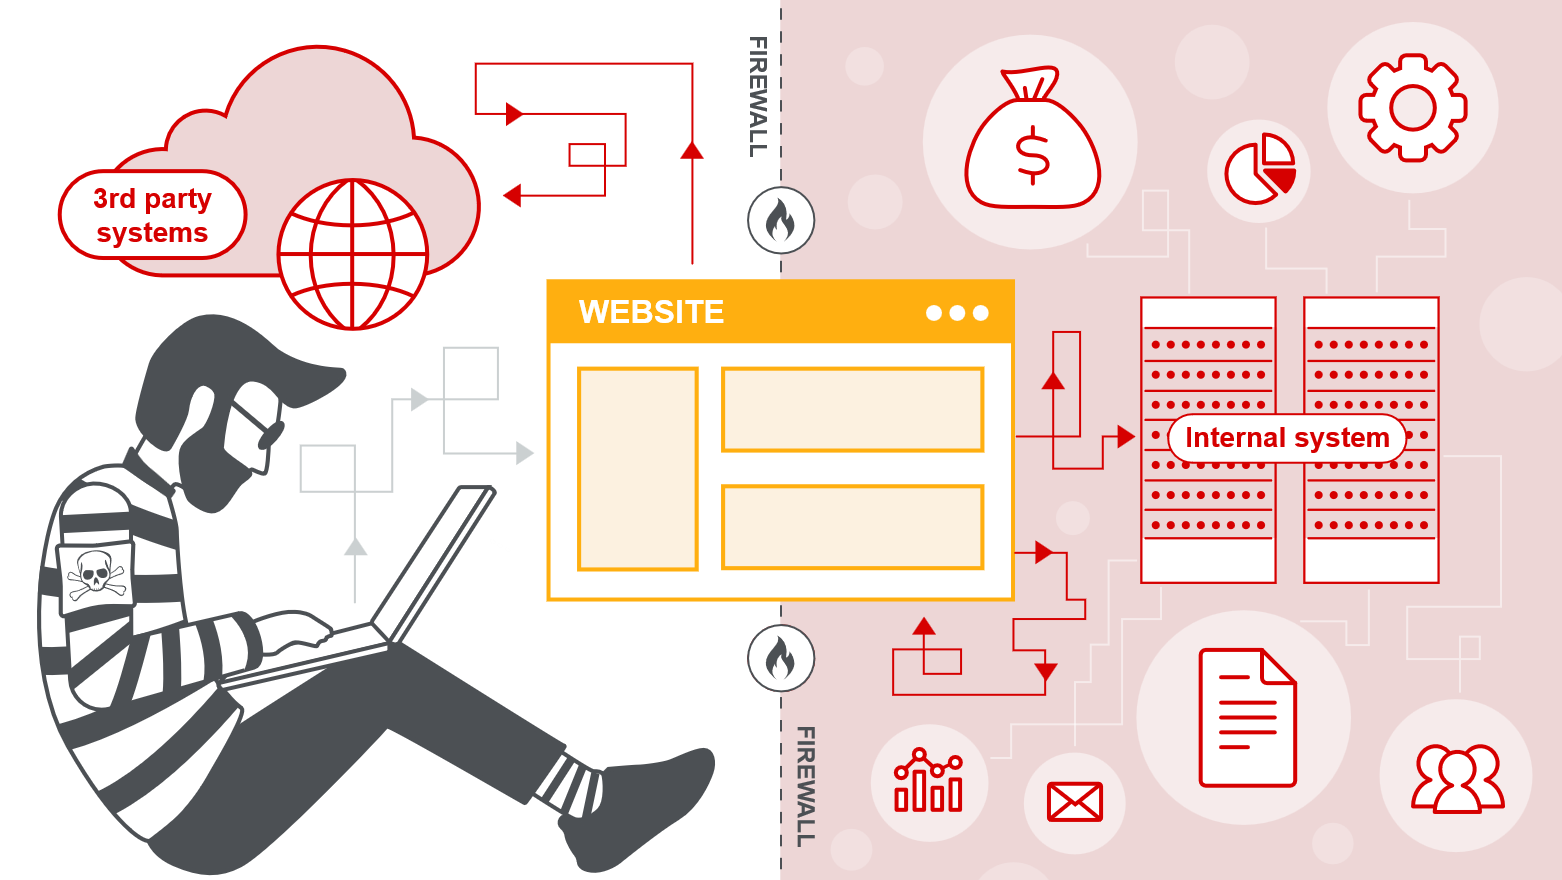 FIREWALL
3rd party
systems
WEBSITE
Internal system
FIREWALL